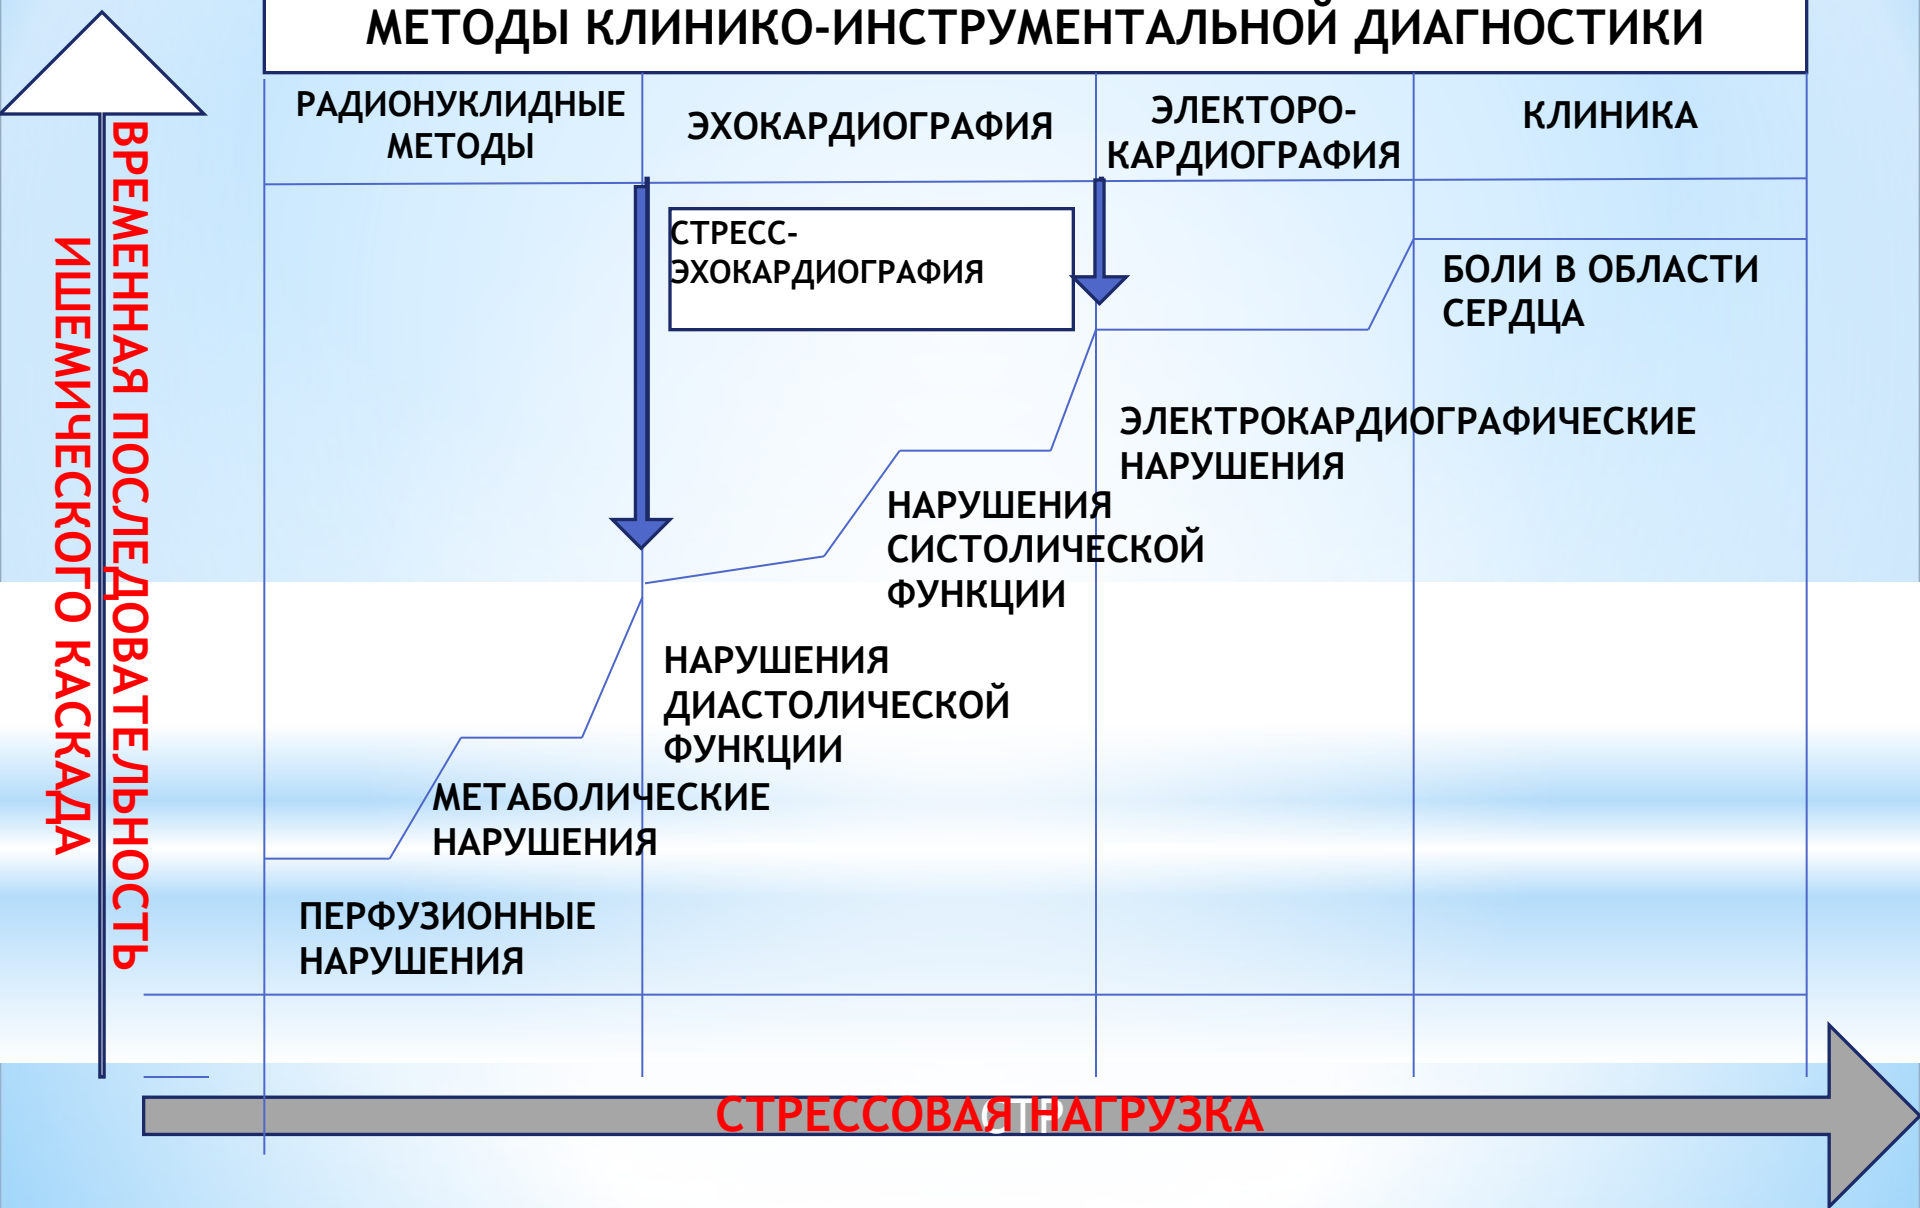 МЕТОДЫ КЛИНИКО-ИНСТРУМЕНТАЛЬНОЙ ДИАГНОСТИКИ
РАДИОНУКЛИДНЫЕ
МЕТОДЫ
ЭХОКАРДИОГРАФИЯ
ЭЛЕКТОРО-
КАРДИОГРАФИЯ
КЛИНИКА
ВРЕМЕННАЯ ПОСЛЕДОВАТЕЛЬНОСТЬ
ИШЕМИЧЕСКОГО КАСКАДА
СТРЕСС-
ЭХОКАРДИОГРАФИЯ
БОЛИ В ОБЛАСТИ
СЕРДЦА
ЭЛЕКТРОКАРДИОГРАФИЧЕСКИЕ
НАРУШЕНИЯ
НАРУШЕНИЯ
СИСТОЛИЧЕСКОЙ
ФУНКЦИИ
НАРУШЕНИЯ
ДИАСТОЛИЧЕСКОЙ
ФУНКЦИИ
МЕТАБОЛИЧЕСКИЕ
НАРУШЕНИЯ
ПЕРФУЗИОННЫЕ
НАРУШЕНИЯ
СТРЕССОВАЯ НАГРУЗКА
СТР